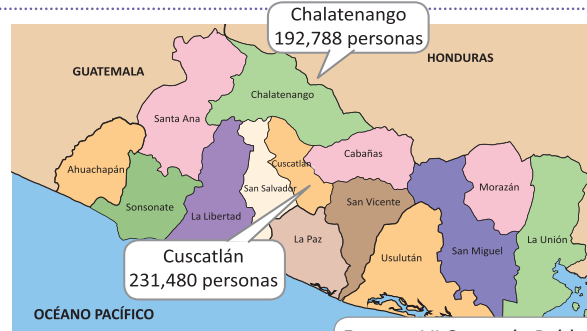 Chalatenango
192,788 personas
HONDURAS
GUATEMALA
Chalatenango
Santa Ana
Cuscatlán
Cabañas
Ahuachapán
San Salvador
Morazán
Sonsonate
San Vicente
La Libertad
La Paz
La Unión
San Miguel
Usulután
Cuscatlán
231,480 personas
OCÉANO PACÍFICO